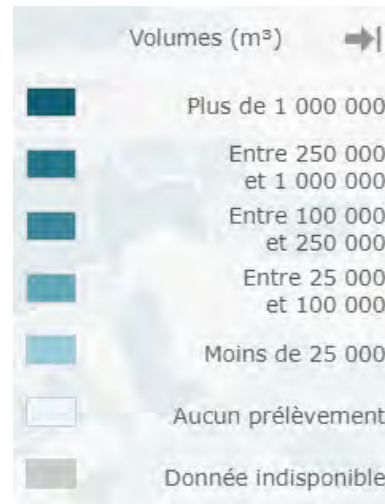 Volumes (m³)
Plus de 1 000 000
Entre 250 000
et 1 000 000
Entre 100 000
et 250 000
Entre 25 000
et 100 000
Moins de 25 000
Aucun prélèvement
Donnée indisponible